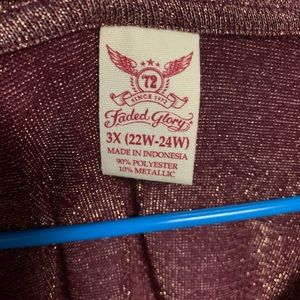 '72
SINCE 1972
Faded Glory
3X (22W-24W)
MADE IN INDONESIA
90% POLYESTER
10% METALLIC